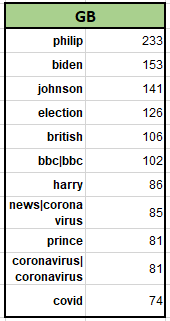 GB
philip 233
biden 153
johnson 141
election 126
british 106
bbc|bbc 102
harry 86
news|corona
virus 85
prince 81
coronavirus|
coronavirus 81
covid 74